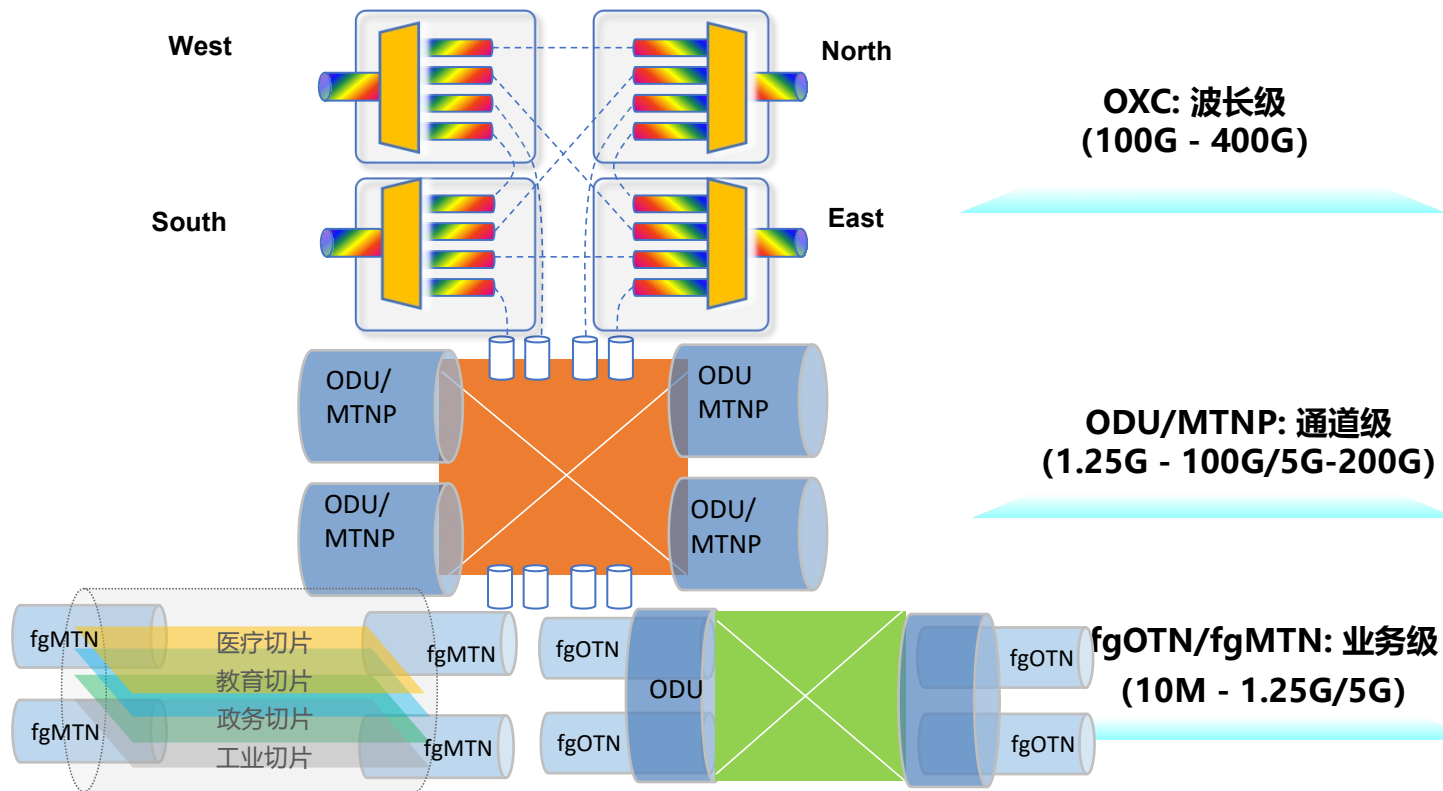 West
North
OXC: 波长级
(100G - 400G)
South
East
ODU/
MTNP
ODU
MTNP
ODU/MTNP: 通道级
(1.25G - 100G/5G-200G)
ODU/
MTNP
ODU/
MTNP
fgMTN
医疗切片
fgMTN
fgOTN
fgOTN
fgOTN/fgMTN: 业务级
教育切片
ODU
(10M - 1.25G/5G)
政务切片
fgMTN
fgMTN
fgOTN
fgOTN
工业切片